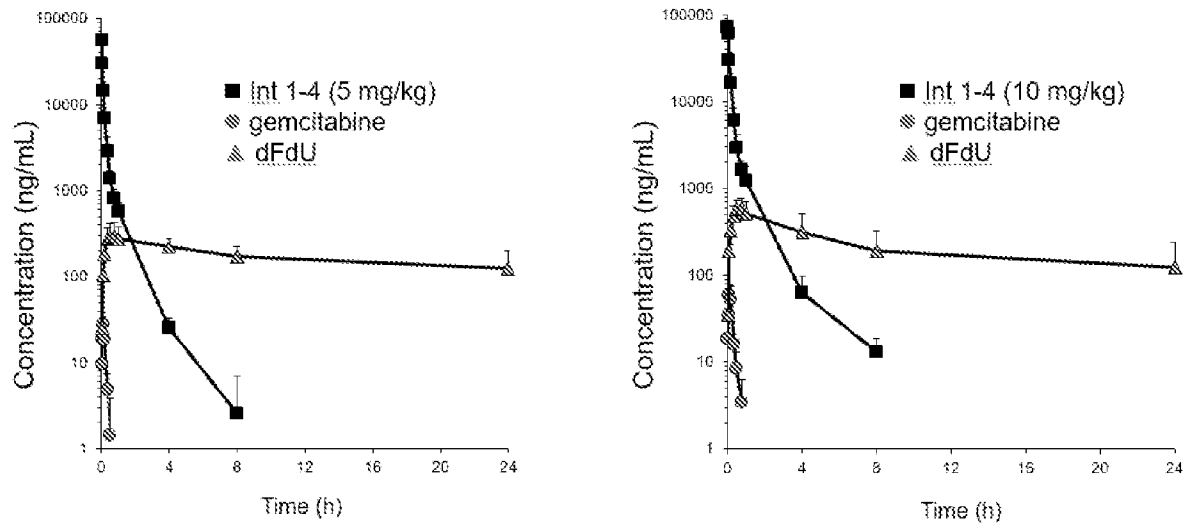 100000
10000
1000
100
10
1
Concentration (ng/mL)
Int 1-4 (5 mg/kg)
gemcitabine
dFdU
0 4 8 12 16 20 24
Time (h)
100000
10000
1000
100
10
1
Concentration (ng/mL)
Int 1-4 (10 mg/kg)
gemcitabine
dFdU
0 4 8 12 16 20 24
Time (h)